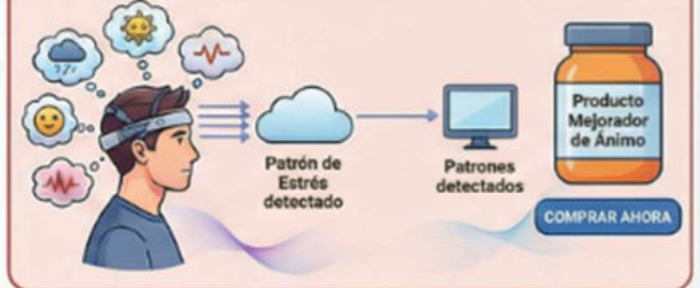 Patrón de
Estrés
detectado
Patrones
detectados
Producto
Mejorador
de Ánimo
COMPRAR AHORA